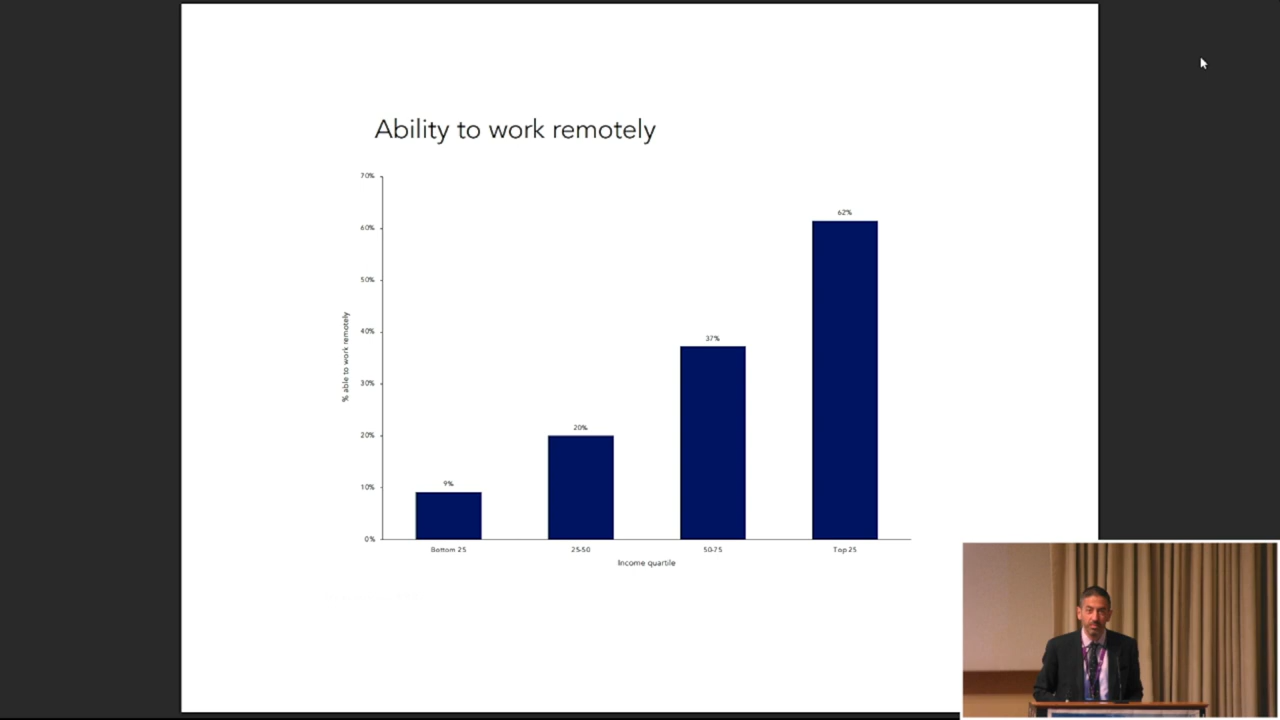 Ability to work remotely
70%
60%
50%
40%
30%
20%
10%
0%
% able to work remotely
9%
20%
37%
62%
Bottom 25
25-50
50-75
Top 25
Income quartile